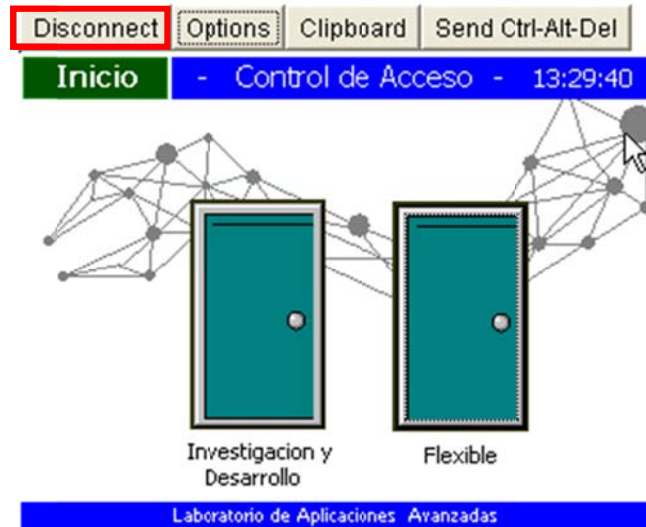 Disconnect Options Clipboard Send Ctrl-Alt-Del
Inicio - Control de Acceso - 13:29:40
Investigacion y
Desarrollo
Flexible
Laboratorio de Aplicaciones Avanzadas